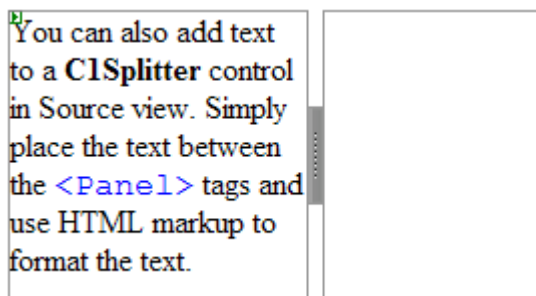 You can also add text
to a C1Splitter control
in Source view. Simply
place the text between
the <Panel> tags and
use HTML markup to
format the text.